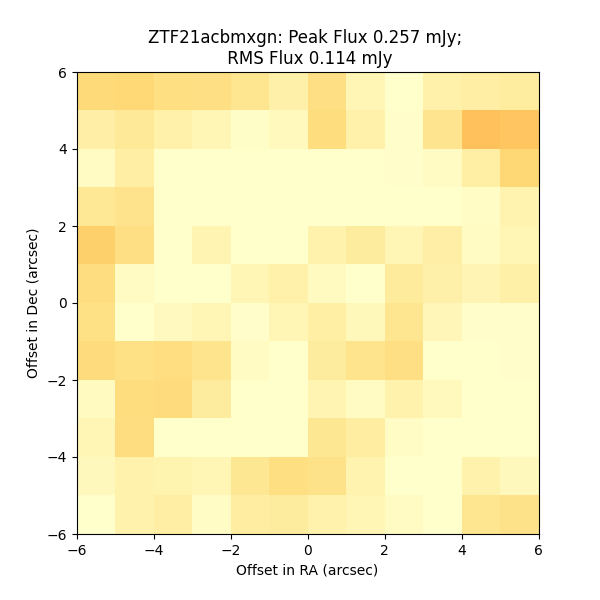 ZTF21acbmxgn: Peak Flux 0.257 mJy;
RMS Flux 0.114 mJy
6
4
2
0
−2
−4
−6
Offset in Dec (arcsec)
−6 −4 −2 0 2 4 6
Offset in RA (arcsec)